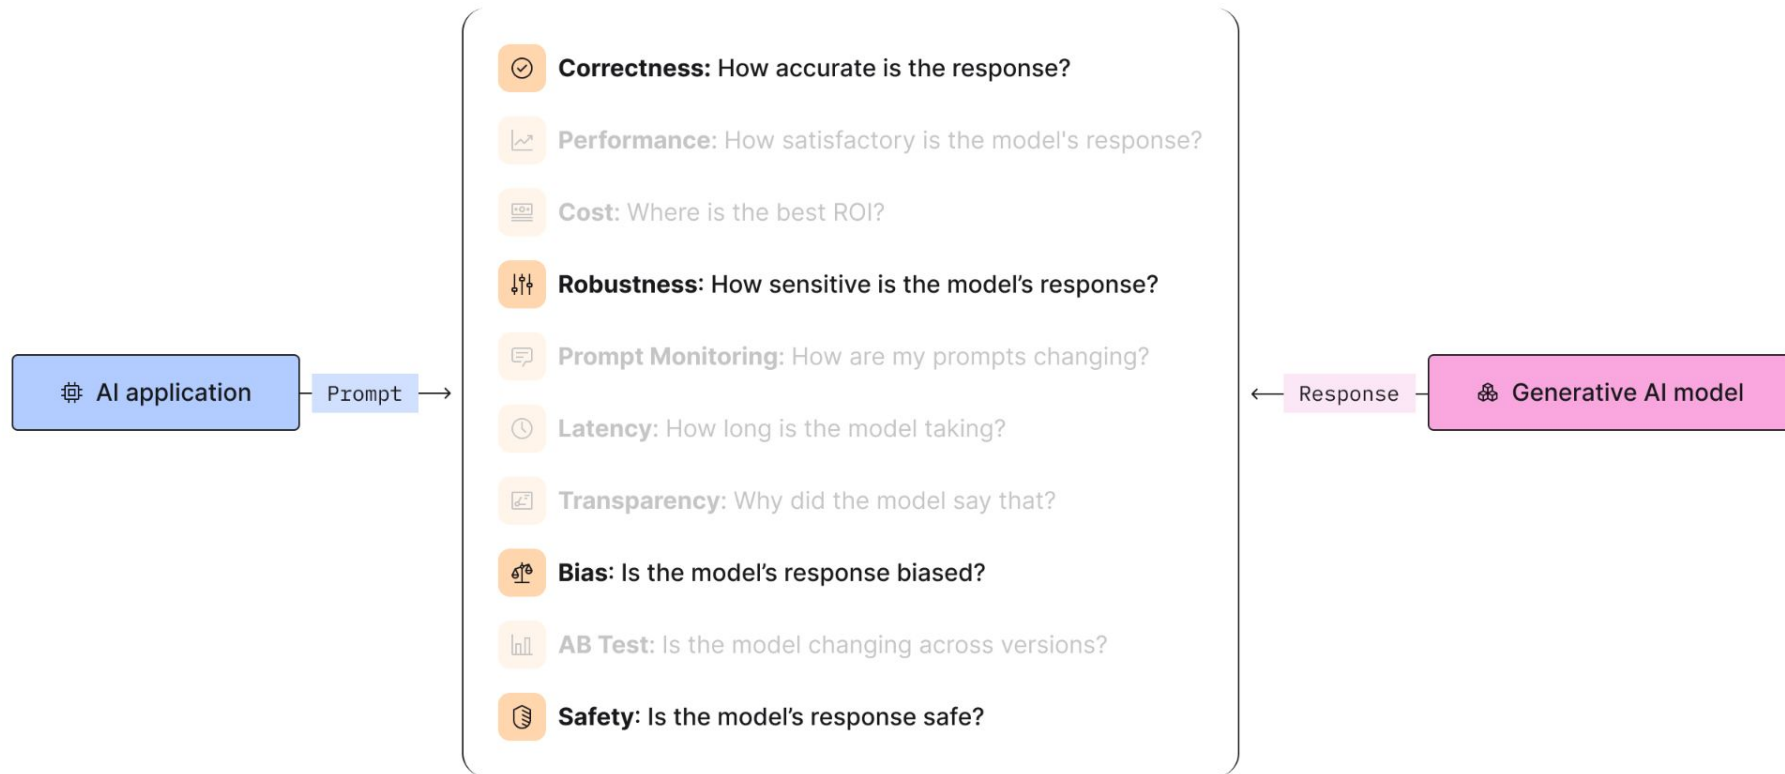 Correctness: How accurate is the response?
Performance: How satisfactory is the model's response?
Cost: Where is the best ROI?
Robustness: How sensitive is the model’s response?
Prompt Monitoring: How are my prompts changing?
AI application
Prompt
Response
Generative AI model
Latency: How long is the model taking?
Transparency: Why did the model say that?
Bias: Is the model’s response biased?
AB Test: Is the model changing across versions?
Safety: Is the model’s response safe?